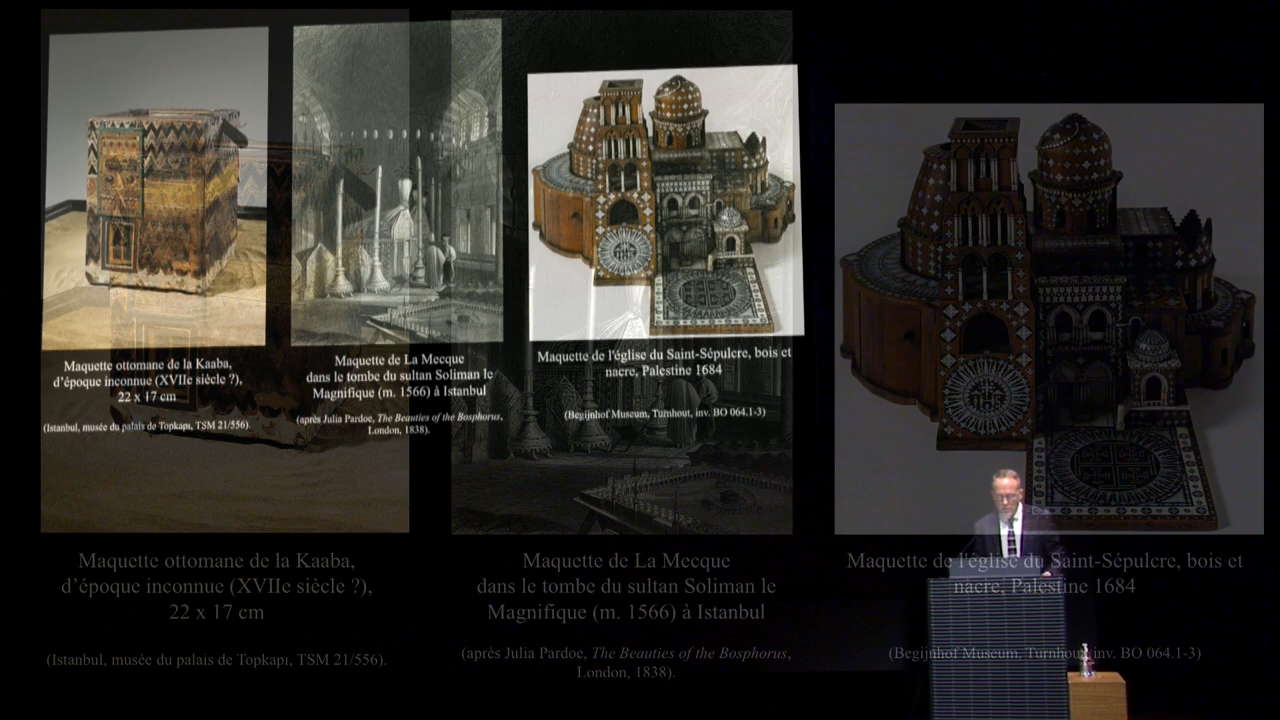 Maquette ottomane de la Kaaba,
d'époque inconnue (XVIIe siècle ?),
22 x 17 cm
(Istanbul, musée du palais de Topkapı, TSM 21/556).
Maquette de La Mecque
dans le tombe du sultan Soliman le
Magnifique (m. 1566) à Istanbul
(après Julia Pardoe, The Beauties of the Bosphorus,
London, 1838).
Maquette de l'église du Saint-Sépulcre, bois et
nacre, Palestine 1684
(Begijnhof Museum, Turnhout, inv. BO 064.1-3)
Maquette ottomane de la Kaaba,
d'époque inconnue (XVIIe siècle ?),
22 x 17 cm
(Istanbul, musée du palais de Topkapı, TSM 21/556).
Maquette de La Mecque
dans le tombe du sultan Soliman le
Magnifique (m. 1566) à Istanbul
(après Julia Pardoe, The Beauties of the Bosphorus,
London, 1838).
Maquette de l'église du Saint-Sépulcre, bois et
nacre, Palestine 1684
(Begijnhof Museum, Turnhout, inv. BO 064.1-3)